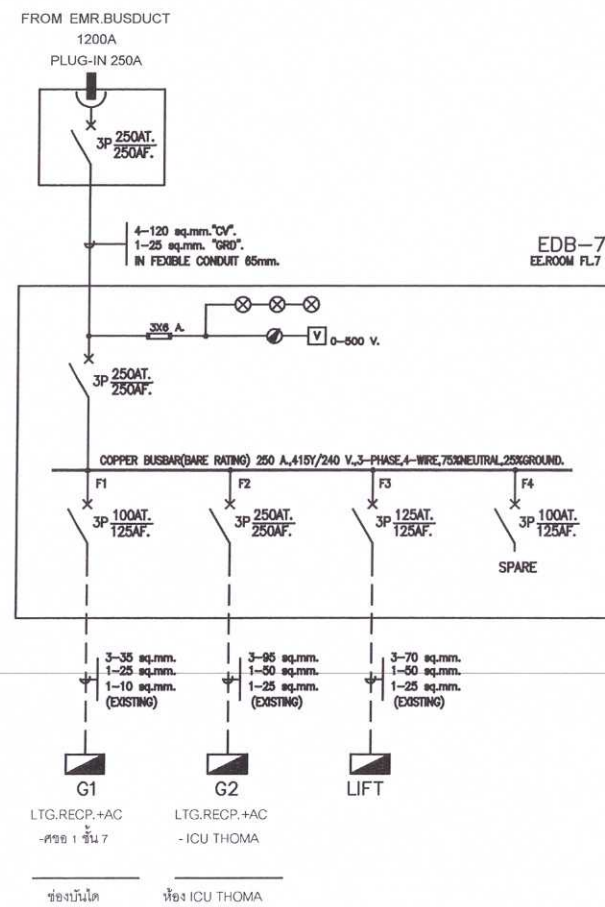 FROM EMR.BUSDUCT
1200A
PLUG-IN 250A
3P 250AT.
250AF.
4-120 sq.mm."CV".
1-25 sq.mm. "GRD".
IN FEXIBLE CONDUIT 65mm.
EDB-7
EE.ROOM FL.7
3X6 A.
V 0-500 V.
3P 250AT.
250AF.
COPPER BUSBAR(BARE RATING) 250 A.,415Y/240 V.,3-PHASE,4-WIRE,75%NEUTRAL,25%GROUND.
F1
F2
F3
F4
3P 100AT.
125AF.
3P 250AT.
250AF.
3P 125AT.
125AF.
3P 100AT.
125AF.
SPARE
3-35 sq.mm.
1-25 sq.mm.
1-10 sq.mm.
(EXISTING)
3-95 sq.mm.
1-50 sq.mm.
1-25 sq.mm.
(EXISTING)
3-70 sq.mm.
1-50 sq.mm.
1-25 sq.mm.
(EXISTING)
G1
G2
LIFT
LTG.RECP.+AC
-ศชอ 1 ชั้น 7
LTG.RECP.+AC
- ICU THOMA
ช่องบันได
ห้อง ICU THOMA